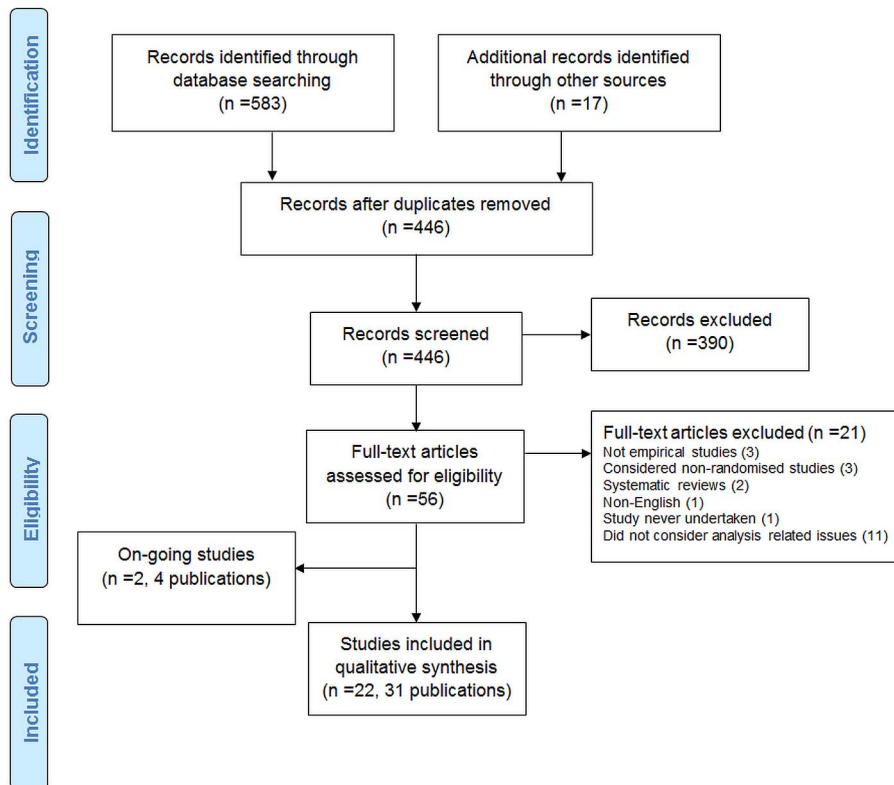 Identification
Records identified through
database searching
(n =583)
Additional records identified
through other sources
(n =17)
Records after duplicates removed
(n =446)
Screening
Records screened
(n =446)
Records excluded
(n =390)
Eligibility
Full-text articles
assessed for eligibility
(n =56)
Full-text articles excluded (n =21)
Not empirical studies (3)
Considered non-randomised studies (3)
Systematic reviews (2)
Non-English (1)
Study never undertaken (1)
Did not consider analysis related issues (11)
On-going studies
(n =2, 4 publications)
Included
Studies included in
qualitative synthesis
(n =22, 31 publications)